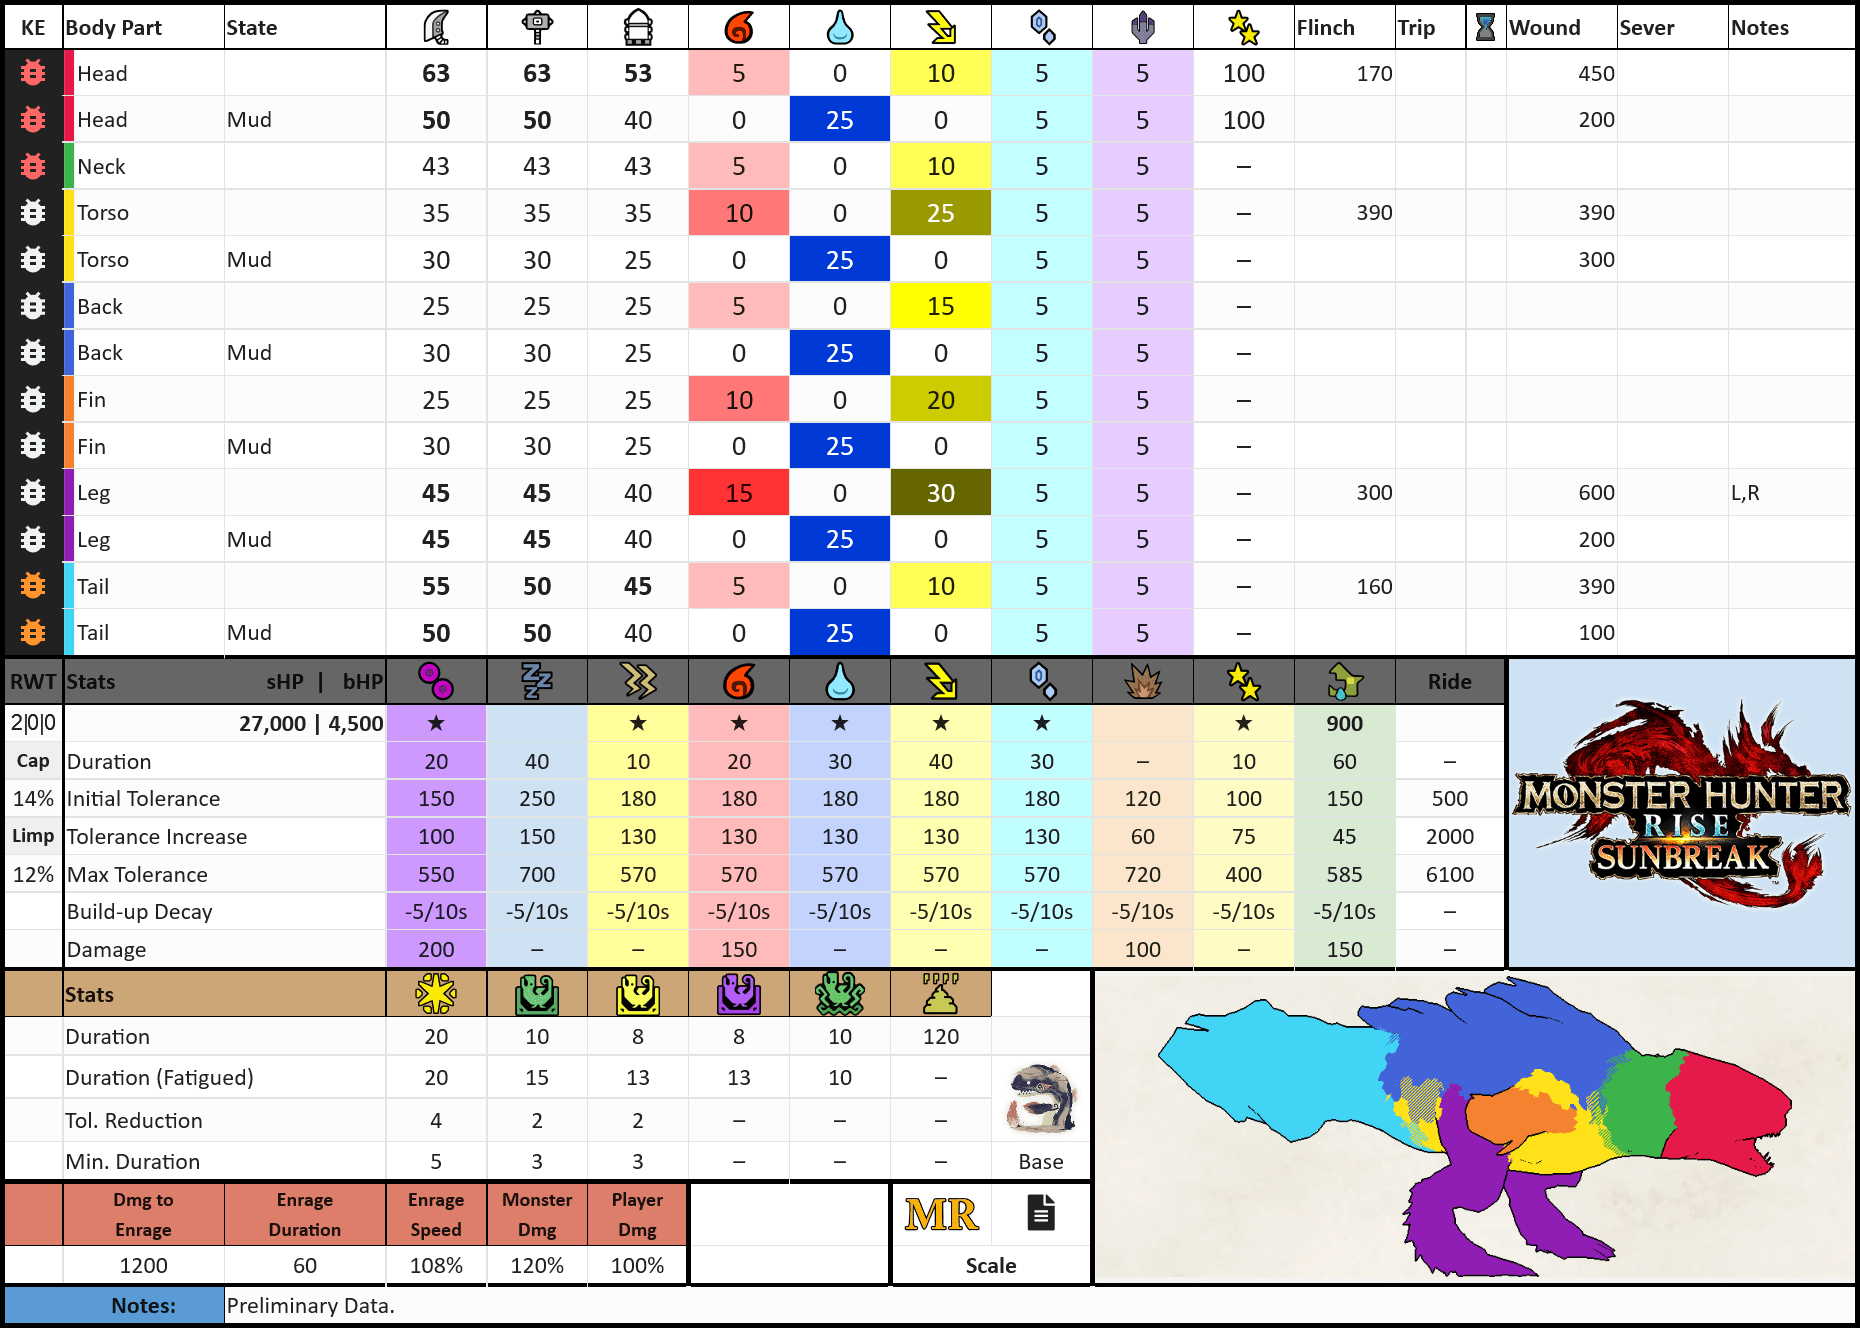 KE Body Part State Flinch Trip Wound Sever Notes
Head 63 63 53 5 0 10 5 5 100 170 450
Head Mud 50 50 40 0 25 0 5 5 100 200
Neck 43 43 43 5 0 10 5 5 –
Torso 35 35 35 10 0 25 5 5 – 390 390
Torso Mud 30 30 25 0 25 0 5 5 – 300
Back 25 25 25 5 0 15 5 5 –
Back Mud 30 30 25 0 25 0 5 5 –
Fin 25 25 25 10 0 20 5 5 –
Fin Mud 30 30 25 0 25 0 5 5 –
Leg 45 45 40 15 0 30 5 5 – 300 600 L,R
Leg Mud 45 45 40 0 25 0 5 5 – 200
Tail 55 50 45 5 0 10 5 5 – 160 390
Tail Mud 50 50 40 0 25 0 5 5 – 100
RWT Stats sHP | bHP Ride
2|0|0 27,000 | 4,500 ★ ★ ★ ★ ★ ★ ★ 900
Cap Duration 20 40 10 20 30 40 30 – 10 60 –
14% Initial Tolerance 150 250 180 180 180 180 180 120 100 150 500
Limp Tolerance Increase 100 150 130 130 130 130 130 60 75 45 2000
12% Max Tolerance 550 700 570 570 570 570 570 720 400 585 6100
Build-up Decay -5/10s -5/10s -5/10s -5/10s -5/10s -5/10s -5/10s -5/10s -5/10s -5/10s –
Damage 200 – – 150 – – – 100 – 150 –
MONSTER HUNTER
RISE
SUNBREAK
™
Stats
Duration 20 10 8 8 10 120
Duration (Fatigued) 20 15 13 13 10 –
Tol. Reduction 4 2 2 – – –
Min. Duration 5 3 3 – – – Base
Dmg to Enrage Enrage Monster Player
Enrage Duration Speed Dmg Dmg
MR
1200 60 108% 120% 100% Scale
Notes: Preliminary Data.